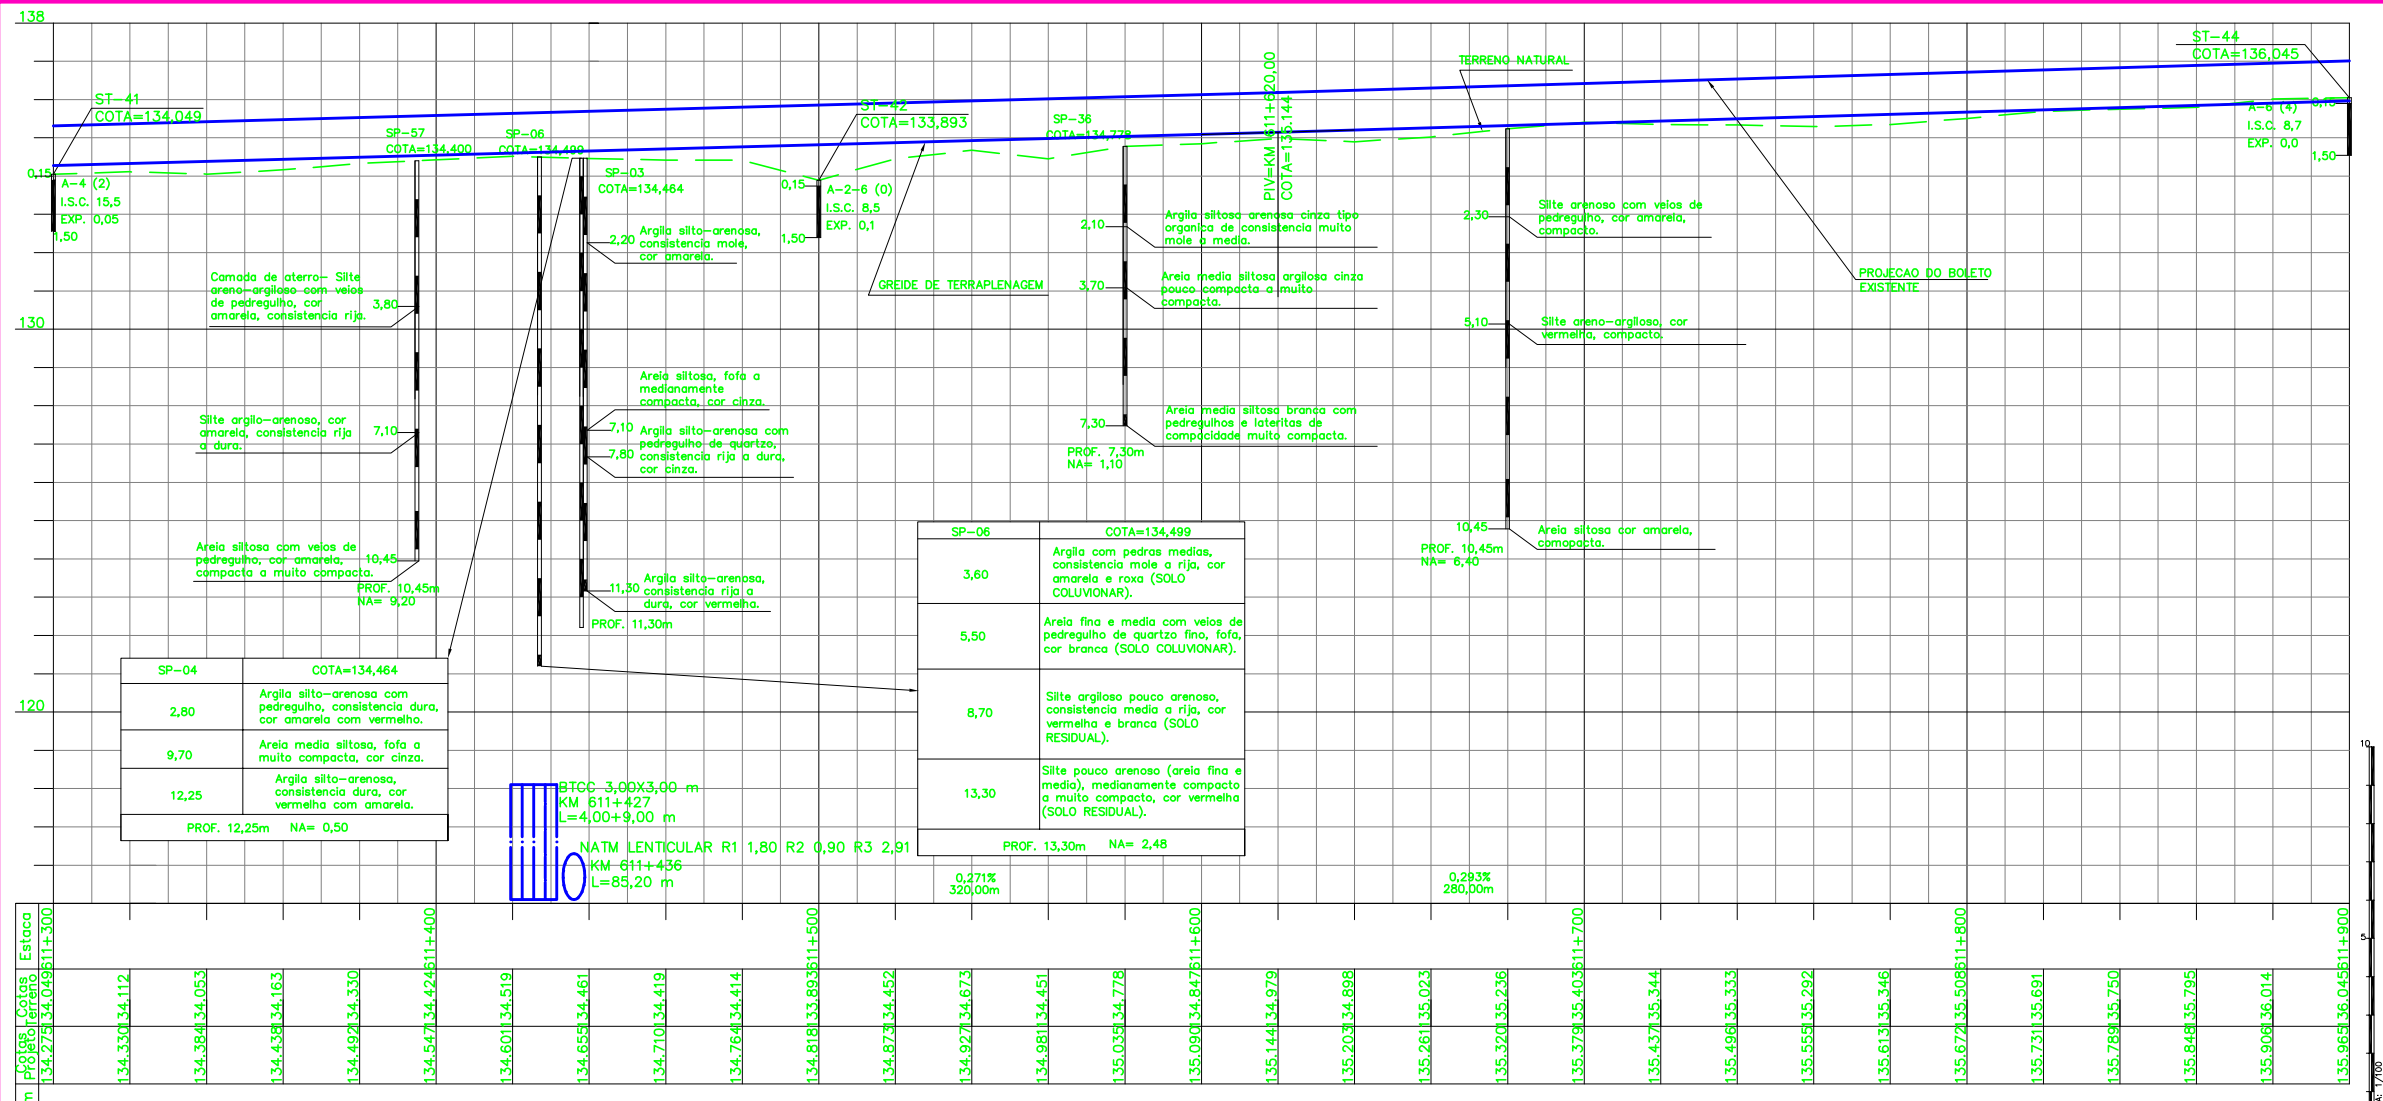 138
ST-41
COTA=134,049
0,15
A-4 (2)
I.S.C. 15,5
EXP. 0,05
1,50
SP-57
COTA=134,400
SP-06
COTA=134,499
SP-03
COTA=134,464
ST-42
COTA=133,893
0,15
A-2-6 (0)
I.S.C. 8,5
EXP. 0,1
1,50
SP-36
COTA=134,778
PIV=KM 611+620,00
COTA=135.144
TERRENO NATURAL
ST-44
COTA=136,045
0,15
A-6 (4)
I.S.C. 8,7
EXP. 0,0
1,50
PROJECAO DO BOLETO
EXISTENTE
GREIDE DE TERRAPLENAGEM
Camada de aterro- Silte
areno-argiloso com veios
de pedregulho, cor
amarela, consistencia rija.
3,80
130
Silte argilo-arenoso, cor
amarela, consistencia rija
a dura.
7,10
Areia siltosa com veios de
pedregulho, cor amarela,
compacta a muito compacta.
10,45
PROF. 10,45m
NA= 9,20
2,20
Argila silto-arenosa,
consistencia mole,
cor amarela.
Areia siltosa, fofa a
medianamente
compacta, cor cinza.
7,10
Argila silto-arenosa com
pedregulho de quartzo,
consistencia rija a dura,
cor cinza.
7,80
11,30
Argila silto-arenosa,
consistencia rija a
dura, cor vermelha.
PROF. 11,30m
2,10
Argila siltosa arenosa cinza tipo
organica de consistencia muito
mole a media.
3,70
Areia media siltosa argilosa cinza
pouco compacta a muito
compacta.
7,30
Areia media siltosa branca com
pedregulhos e lateritas de
compacidade muito compacta.
PROF. 7,30m
NA= 1,10
2,30
Silte arenoso com veios de
pedregulho, cor amarela,
compacto.
5,10
Silte areno-argiloso, cor
vermelha, compacto.
10,45
Areia siltosa cor amarela,
comopacta.
PROF. 10,45m
NA= 6,40
SP-06 COTA=134,499
3,60
Argila com pedras medias,
consistencia mole a rija, cor
amarela e roxa (SOLO
COLUVIONAR).
5,50
Areia fina e media com veios de
pedregulho de quartzo fino, fofa,
cor branca (SOLO COLUVIONAR).
8,70
Silte argiloso pouco arenoso,
consistencia media a rija, cor
vermelha e branca (SOLO
RESIDUAL).
13,30
Silte pouco arenoso (areia fina e
media), medianamente compacto
a muito compacto, cor vermelha
(SOLO RESIDUAL).
PROF. 13,30m NA= 2,48
SP-04 COTA=134,464
2,80
Argila silto-arenosa com
pedregulho, consistencia dura,
cor amarela com vermelho.
9,70
Areia media siltosa, fofa a
muito compacta, cor cinza.
12,25
Argila silto-arenosa,
consistencia dura, cor
vermelha com amarela.
PROF. 12,25m NA= 0,50
120
BTCC 3,00X3,00 m
KM 611+427
L=4,00+9,00 m
NATM LENTICULAR R1 1,80 R2 0,90 R3 2,91
KM 611+436
L=85,20 m
0,271%
320,00m
0,293%
280,00m
10
5
A: 1/100
Estaca
611+300 611+400 611+500 611+600 611+700 611+800 611+900
Cotas
Terreno
134.049 134.112 134.053 134.163 134.330 134.424 134.519 134.461 134.419 134.414 133.893 134.452 134.673 134.451 134.778 134.847 134.979 134.898 135.023 135.236 135.403 135.344 135.333 135.292 135.346 135.508 135.691 135.750 135.795 136.014 136.045
Cotas
Projeto
134.275 134.330 134.384 134.438 134.492 134.547 134.601 134.655 134.710 134.764 134.818 134.873 134.927 134.981 135.035 135.090 135.144 135.203 135.261 135.320 135.379 135.437 135.496 135.555 135.613 135.672 135.731 135.789 135.848 135.906 135.965